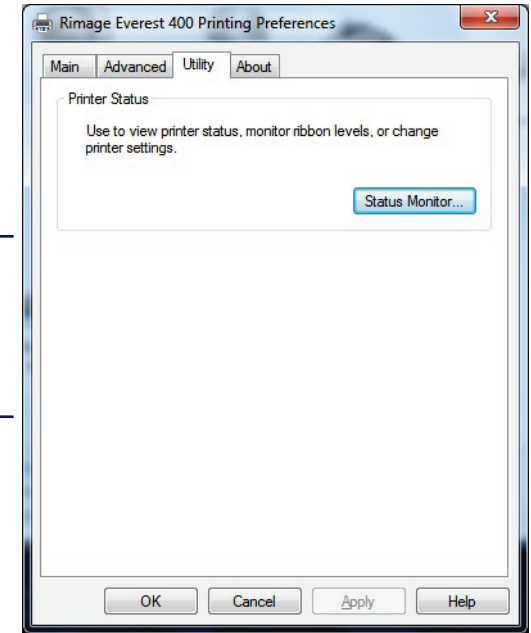 Rimage Everest 400 Printing Preferences
Main Advanced Utility About
Printer Status
Use to view printer status, monitor ribbon levels, or change
printer settings.
Status Monitor...
OK Cancel Apply Help